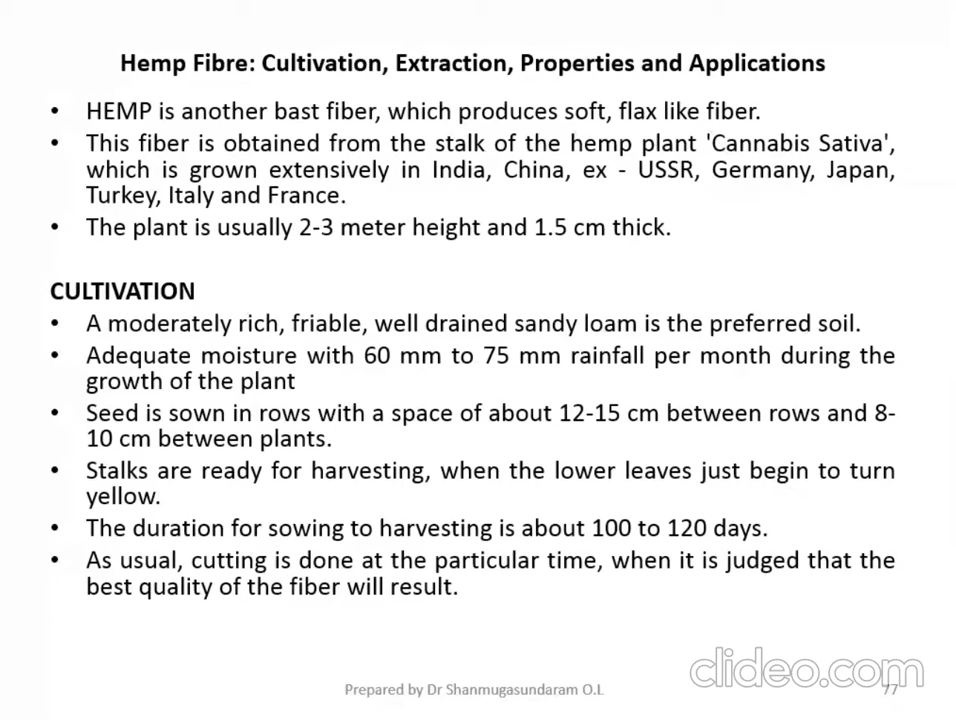 Hemp Fibre: Cultivation, Extraction, Properties and Applications
• HEMP is another bast fiber, which produces soft, flax like fiber.
• This fiber is obtained from the stalk of the hemp plant 'Cannabis Sativa',
which is grown extensively in India, China, ex - USSR, Germany, Japan,
Turkey, Italy and France.
• The plant is usually 2-3 meter height and 1.5 cm thick.
CULTIVATION
• A moderately rich, friable, well drained sandy loam is the preferred soil.
• Adequate moisture with 60 mm to 75 mm rainfall per month during the
growth of the plant
• Seed is sown in rows with a space of about 12-15 cm between rows and 8-
10 cm between plants.
• Stalks are ready for harvesting, when the lower leaves just begin to turn
yellow.
• The duration for sowing to harvesting is about 100 to 120 days.
• As usual, cutting is done at the particular time, when it is judged that the
best quality of the fiber will result.
clideo.com
Prepared by Dr Shanmugasundaram O.L
77